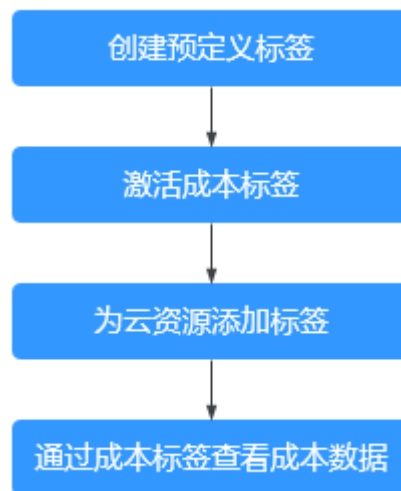 创建预定义标签
激活成本标签
为云资源添加标签
通过成本标签查看成本数据